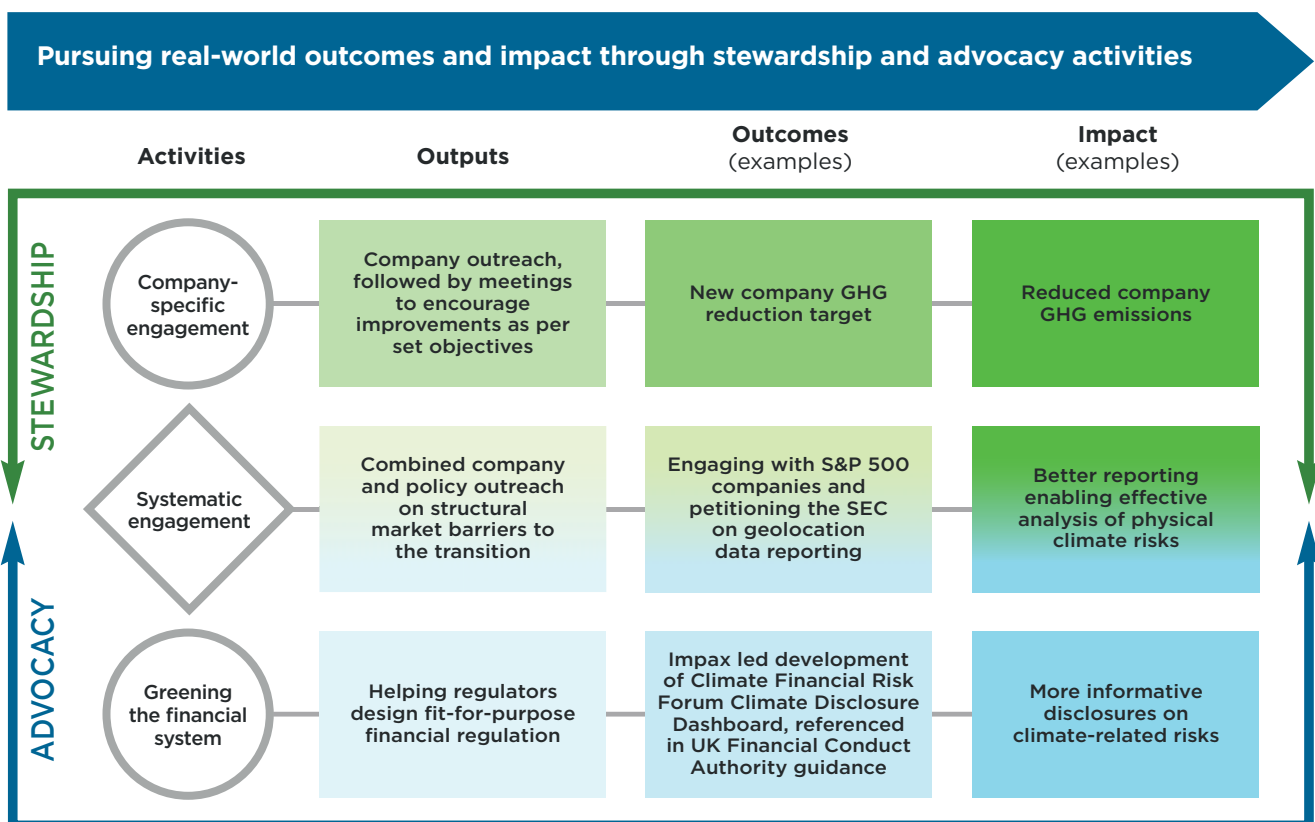 Pursuing real-world outcomes and impact through stewardship and advocacy activities
Activities
Outputs
Outcomes
(examples)
Impact
(examples)
STEWARDSHIP
Company-
specific
engagement
Company outreach,
followed by meetings
to encourage
improvements as per
set objectives
New company GHG
reduction target
Reduced company
GHG emissions
Systematic
engagement
Combined company
and policy outreach
on structural
market barriers to
the transition
Engaging with S&P 500
companies and
petitioning the SEC
on geolocation
data reporting
Better reporting
enabling effective
analysis of physical
climate risks
ADVOCACY
Greening
the financial
system
Helping regulators
design fit-for-purpose
financial regulation
Impax led development
of Climate Financial Risk
Forum Climate Disclosure
Dashboard, referenced
in UK Financial Conduct
Authority guidance
More informative
disclosures on
climate-related risks